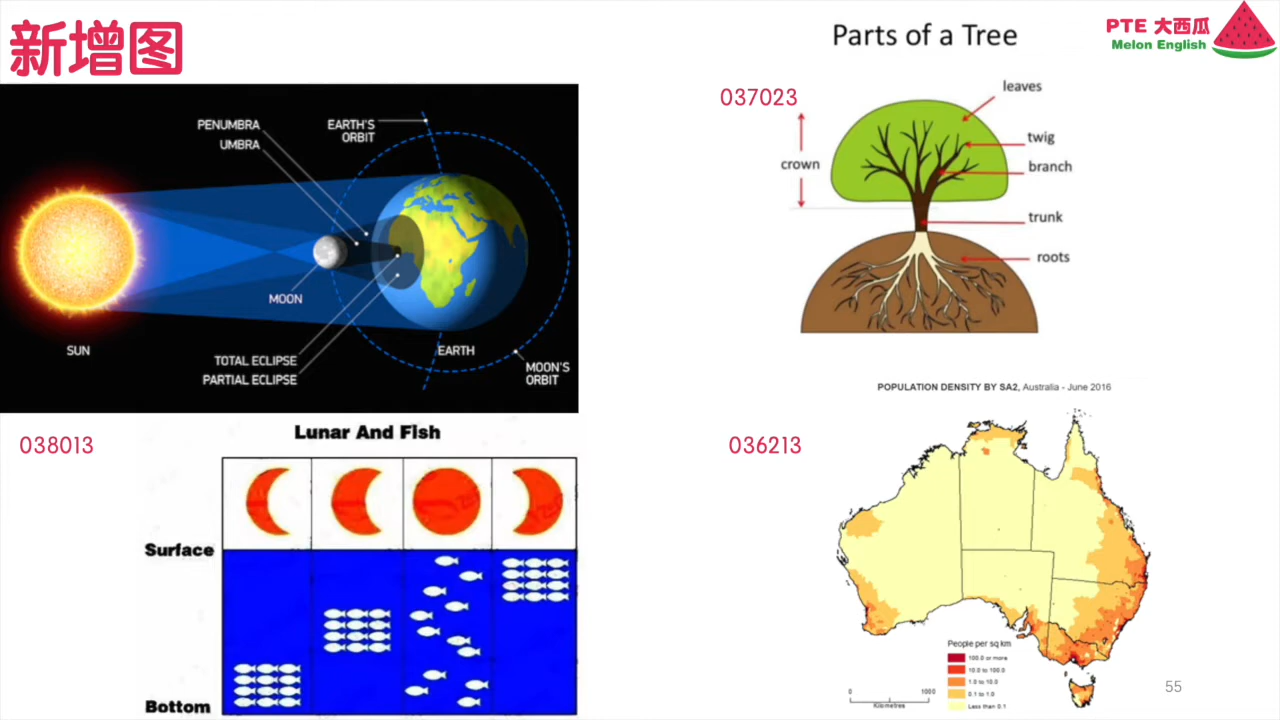 新增图
PENUMBRA
UMBRA
EARTH'S
ORBIT
MOON
SUN
TOTAL ECLIPSE
PARTIAL ECLIPSE
EARTH
MOON'S
ORBIT
Parts of a Tree
PTE 大西瓜
Melon English
037023
leaves
twig
crown
branch
trunk
roots
038013
Lunar And Fish
Surface
Bottom
POPULATION DENSITY BY SA2, Australia - June 2016
036213
People per sq km
100.0 or more
10.0 to 100.0
1.0 to 10.0
0.1 to 1.0
Less than 0.1
0 1000
Kilometres
55